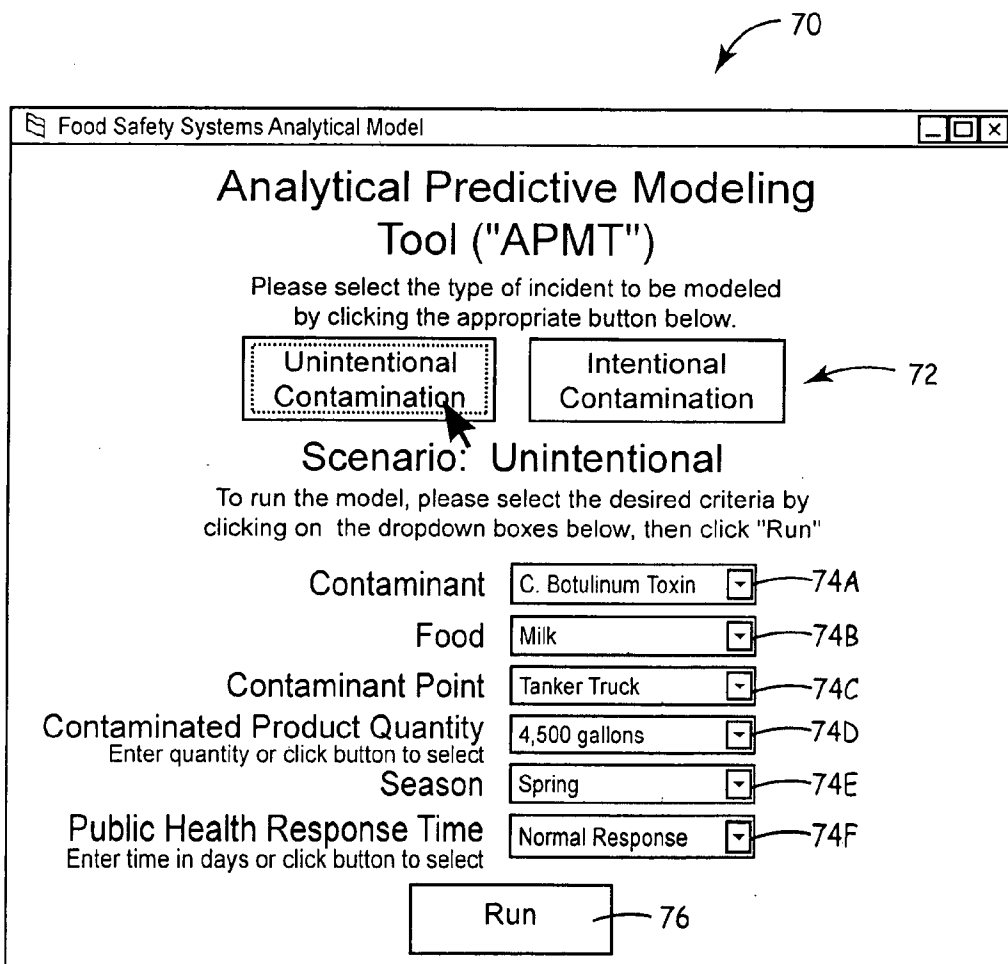 70
Food Safety Systems Analytical Model
Analytical Predictive Modeling
Tool ("APMT")
Please select the type of incident to be modeled
by clicking the appropriate button below.
Unintentional
Contamination
Intentional
Contamination
72
Scenario: Unintentional
To run the model, please select the desired criteria by
clicking on the dropdown boxes below, then click "Run"
Contaminant C. Botulinum Toxin 74A
Food Milk 74B
Contaminant Point Tanker Truck 74C
Contaminated Product Quantity 4,500 gallons 74D
Enter quantity or click button to select
Season Spring 74E
Public Health Response Time Normal Response 74F
Enter time in days or click button to select
Run 76